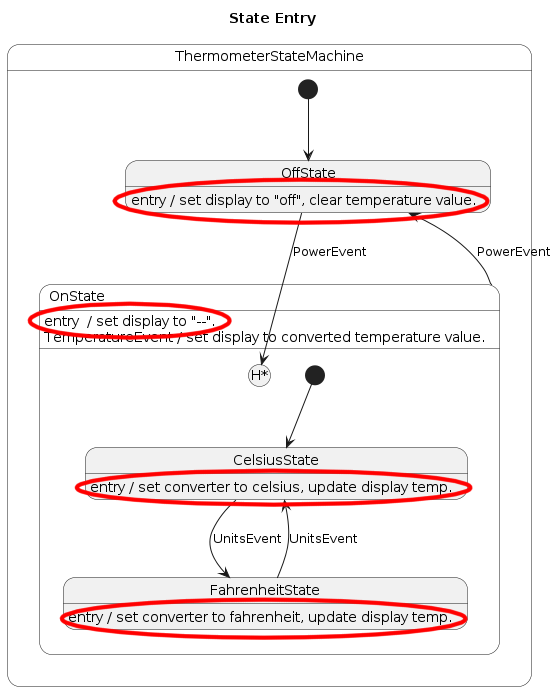 State Entry
ThermometerStateMachine
OffState
entry / set display to "off", clear temperature value.
PowerEvent
PowerEvent
OnState
entry / set display to "--".
TemperatureEvent / set display to converted temperature value.
H*
CelsiusState
entry / set converter to celsius, update display temp.
UnitsEvent
UnitsEvent
FahrenheitState
entry / set converter to fahrenheit, update display temp.